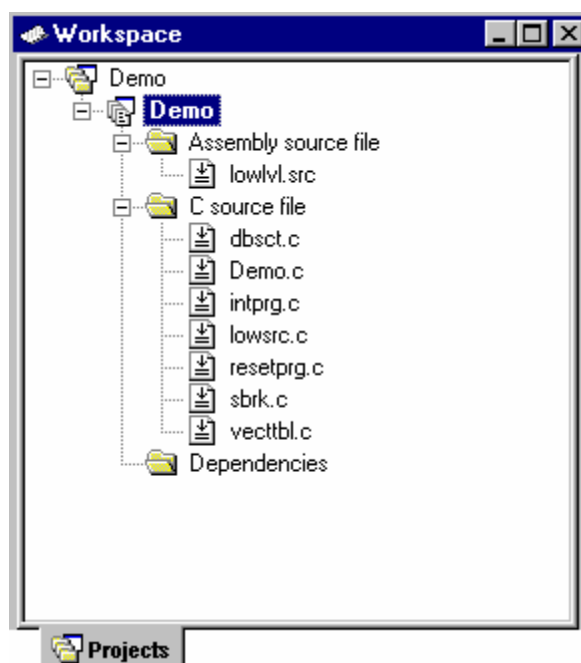 Workspace
Demo
Demo
Assembly source file
lowlvl.src
C source file
dbsct.c
Demo.c
intprg.c
lowsrc.c
resetprg.c
sbrk.c
vecttbl.c
Dependencies
Projects